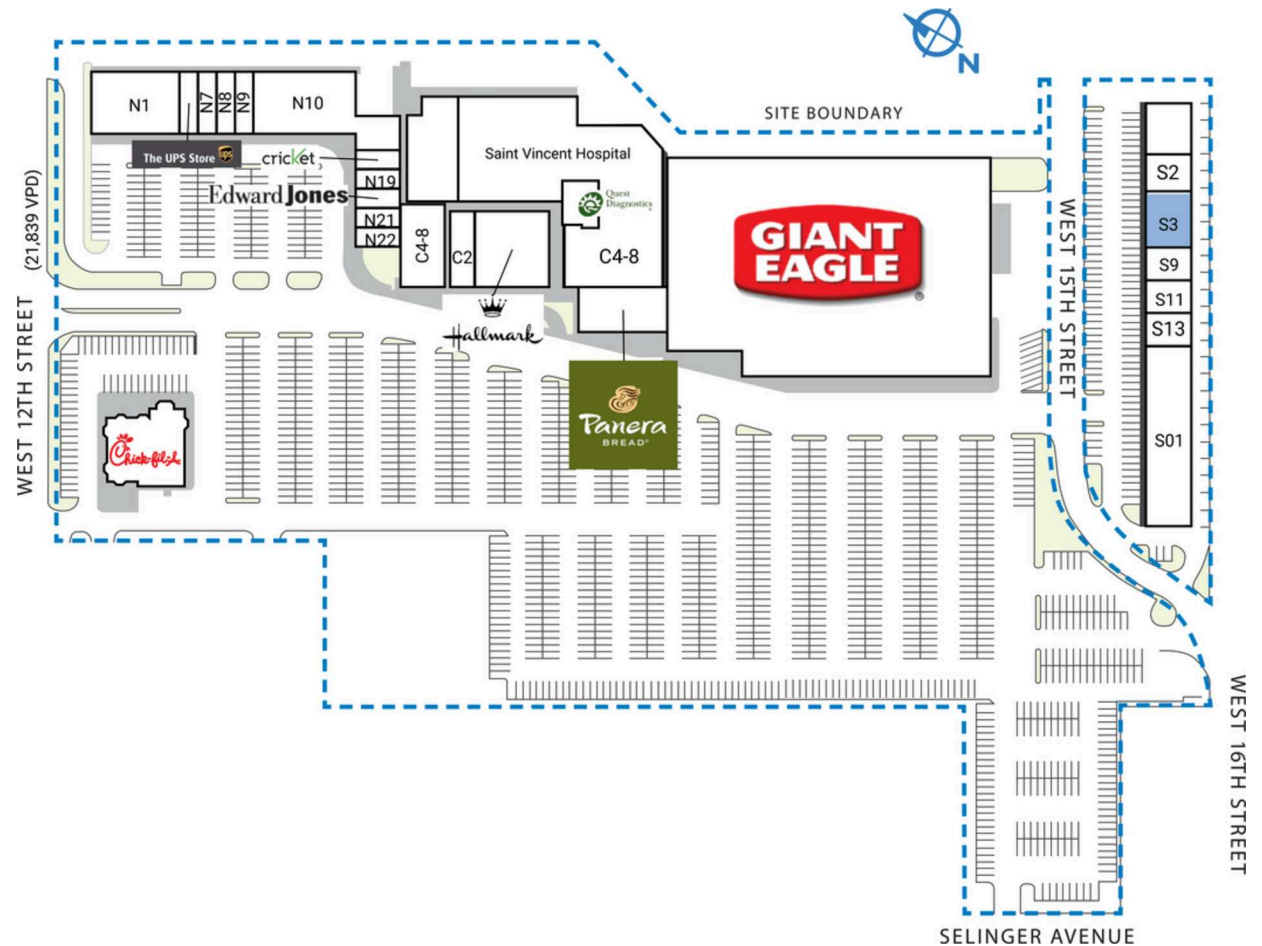 N
SITE BOUNDARY
N1
N7
N8
N9
N10
The UPS Store
ups
cricket
Edward Jones
N19
N21
N22
Saint Vincent Hospital
Quest
Diagnostics
C4-8
C2
C4-8
Hallmark
Panera
BREAD®
GIANT
EAGLE
®
Chick-fil-A
WEST 12TH STREET
(21,839 VPD)
WEST 15TH STREET
S2
S3
S9
S11
S13
S01
WEST 16TH STREET
SELINGER AVENUE